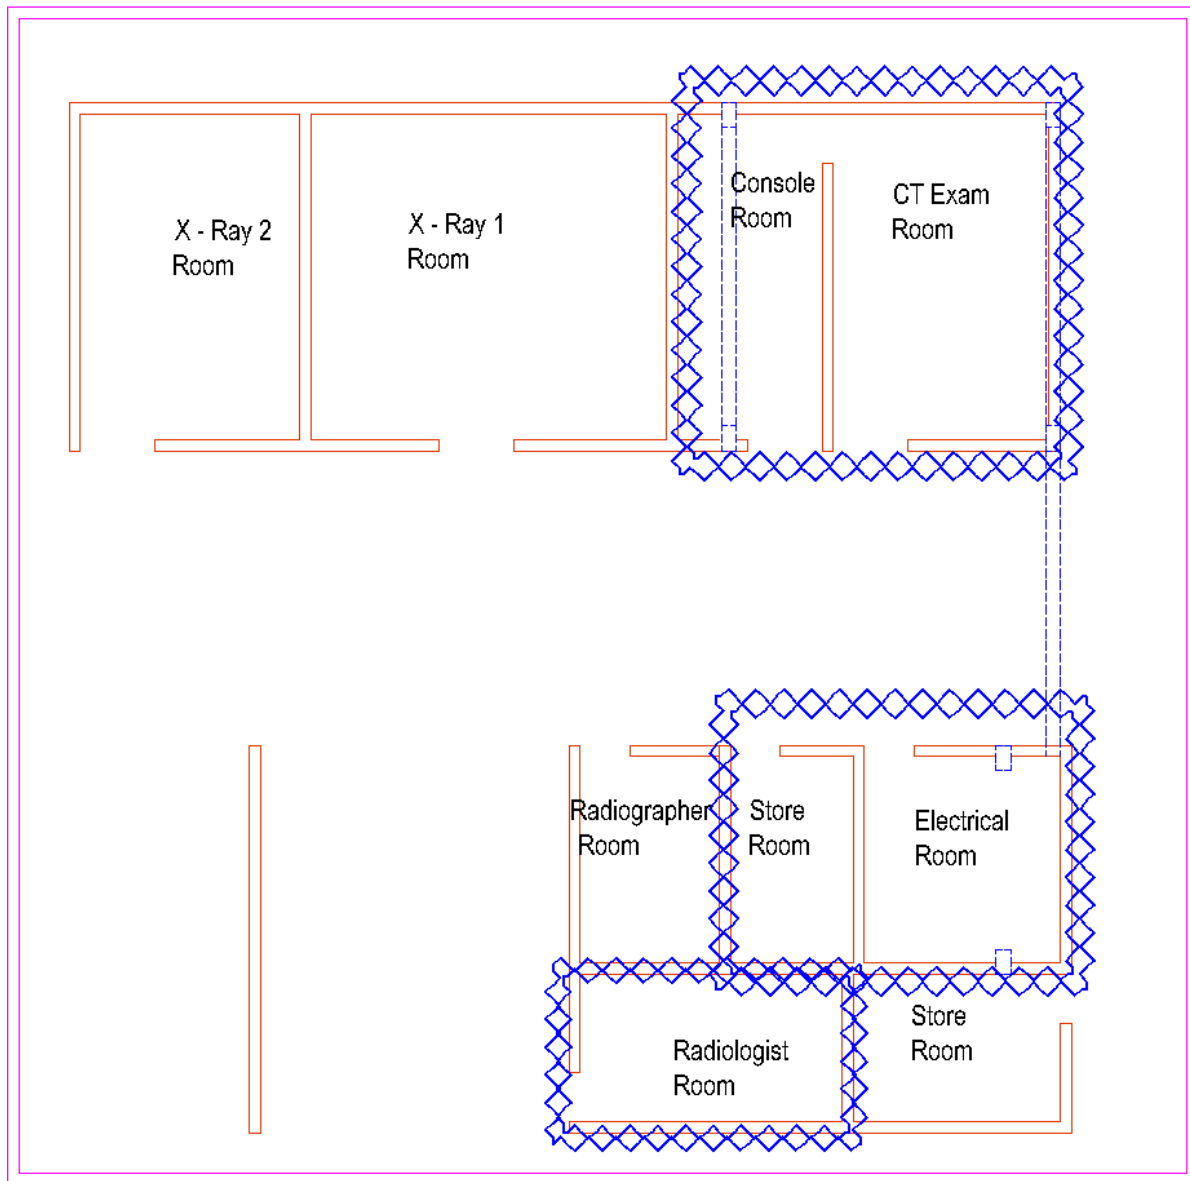 X - Ray 2
Room
X - Ray 1
Room
Console
Room
CT Exam
Room
Radiographer
Room
Store
Room
Electrical
Room
Radiologist
Room
Store
Room